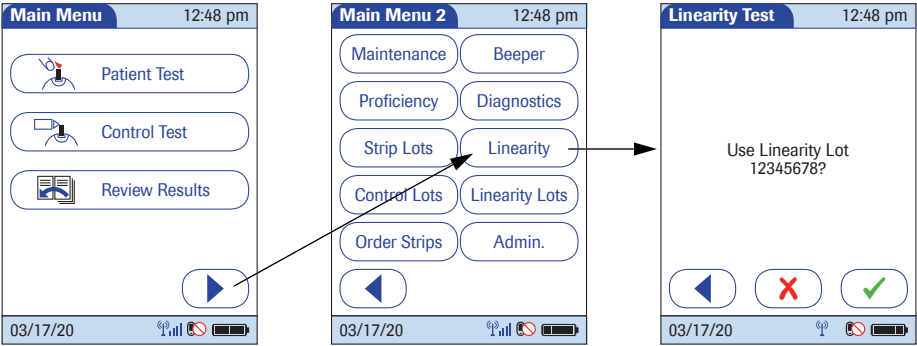 Main Menu 12:48 pm
Patient Test
Control Test
Review Results
03/17/20
Main Menu 2 12:48 pm
Maintenance Beeper
Proficiency Diagnostics
Strip Lots Linearity
Control Lots Linearity Lots
Order Strips Admin.
03/17/20
Linearity Test 12:48 pm
Use Linearity Lot
12345678?
03/17/20